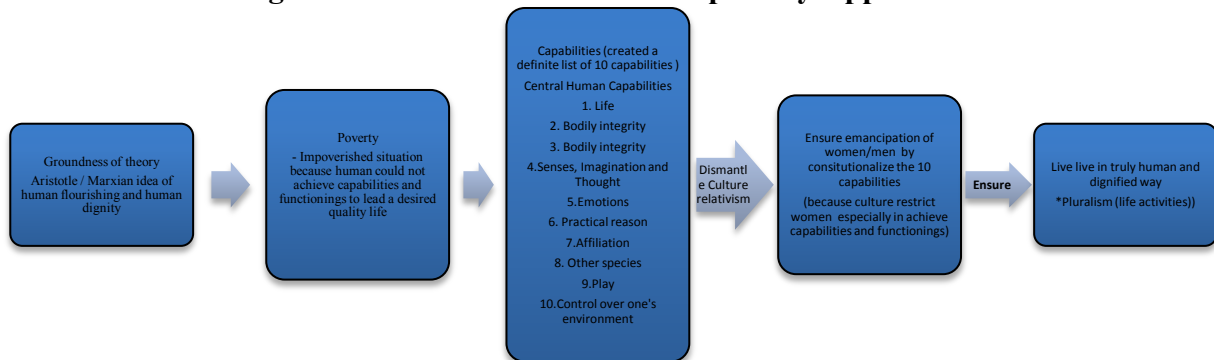 Groundness of theory
Aristotle / Marxian idea of
human flourishing and human
dignity
Poverty
- Impoverished situation
because human could not
achieve capabilities and
functionings to lead a desired
quality life
Capabilities (created a
definite list of 10 capabilities )
Central Human Capabilities
1. Life
2. Bodily integrity
3. Bodily integrity
4.Senses, Imagination and
Thought
5.Emotions
6. Practical reason
7.Affiliation
8. Other species
9.Play
10.Control over one's
environment
Dismantl
e Culture
relativism
Ensure emancipation of
women/men by
consitutionalize the 10
capabilities
(because culture restrict
women especially in achieve
capabilities and functionings)
Ensure
Live live in truly human and
dignified way
*Pluralism (life activities))